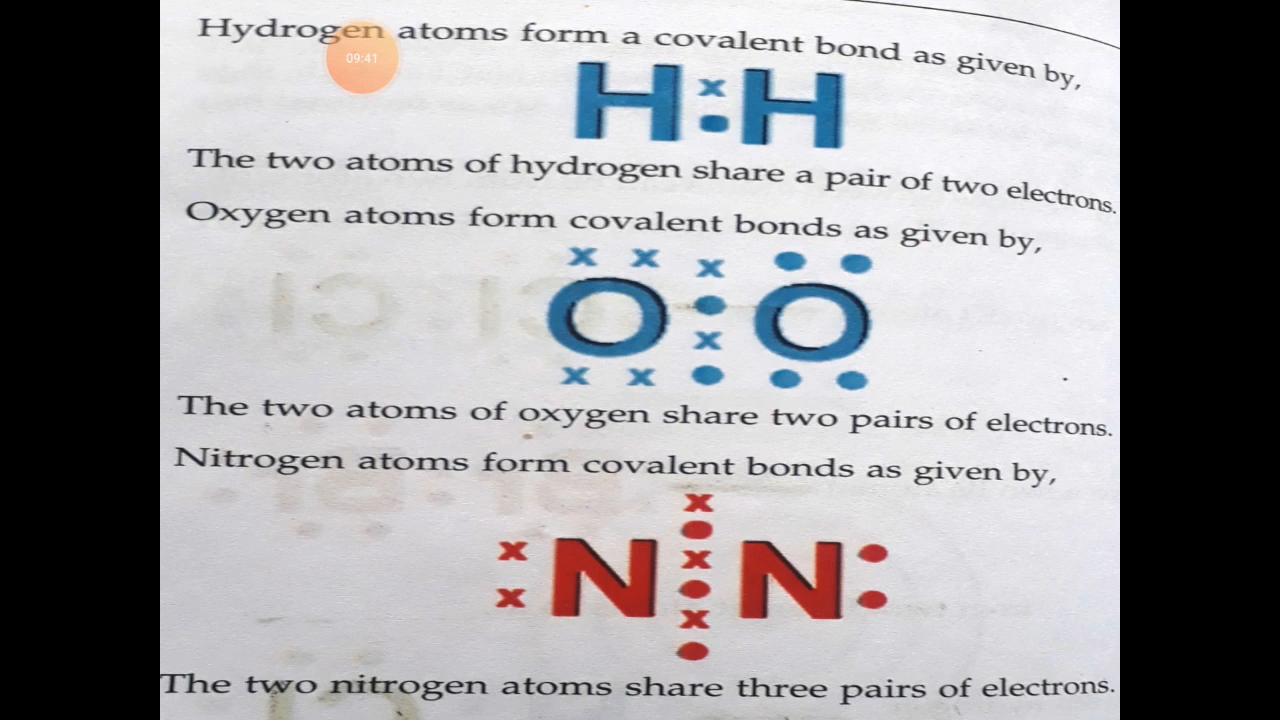 Hydrogen atoms form a covalent bond as given by,
09:41
H x • H
The two atoms of hydrogen share a pair of two electrons.
Oxygen atoms form covalent bonds as given by,
x x x • •
O • x O
x x • • •
The two atoms of oxygen share two pairs of electrons.
Nitrogen atoms form covalent bonds as given by,
x
•
x N x N •
x • •
x
•
The two nitrogen atoms share three pairs of electrons.